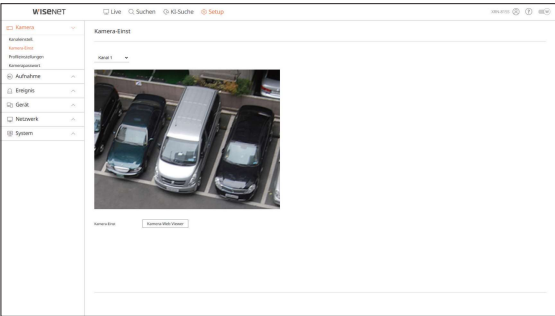 WISENET
Live Suchen KI-Suche Setup
Kamera
Kanaleinstell.
Kamera-Einst
Profileinstellungen
Kamerapasswort
Aufnahme
Ereignis
Gerät
Netzwerk
System
Kamera-Einst
Kanal 1
Kamera-Einst
Kamera-Web Viewer